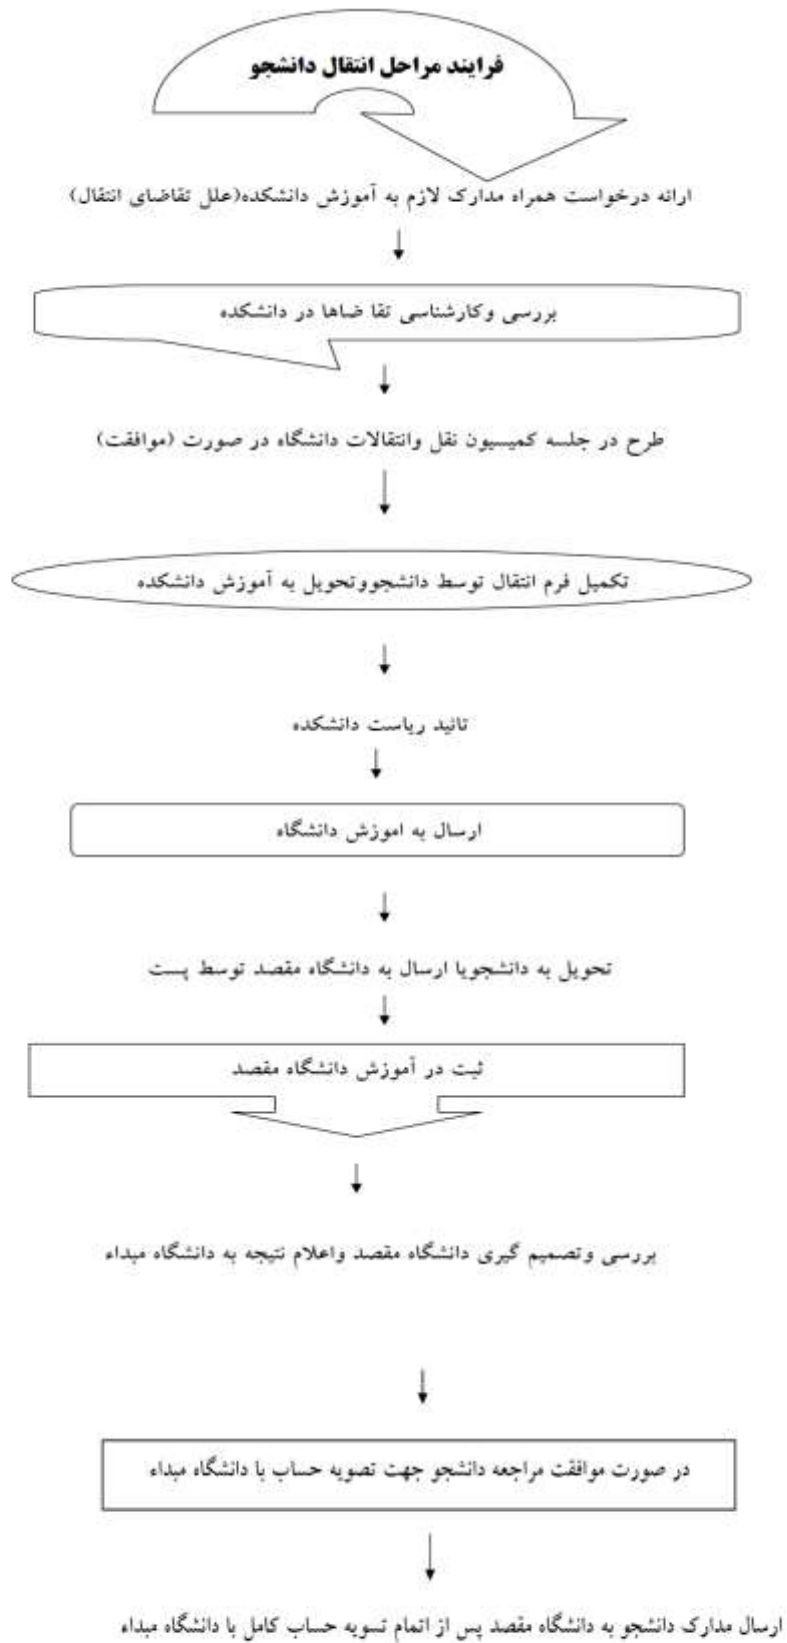 فرایند مراحل انتقال دانشجو
ارائه درخواست همراه مدارک لازم به آموزش دانشکده(علل تقاضای انتقال)
بررسی وکارشناسی تقا ضاها در دانشکده
طرح در جلسه کمیسیون نقل وانتقالات دانشگاه در صورت (موافقت)
تکمیل فرم انتقال توسط دانشجووتحویل به آموزش دانشکده
تائید ریاست دانشکده
ارسال به اموزش دانشگاه
تحویل به دانشجویا ارسال به دانشگاه مقصد توسط پست
ثبت در آموزش دانشگاه مقصد
بررسی وتصمیم گیری دانشگاه مقصد واعلام نتیجه به دانشگاه مبداء
در صورت موافقت مراجعه دانشجو جهت تصویه حساب با دانشگاه مبداء
ارسال مدارک دانشجو به دانشگاه مقصد پس از اتمام تسویه حساب کامل با دانشگاه مبداء